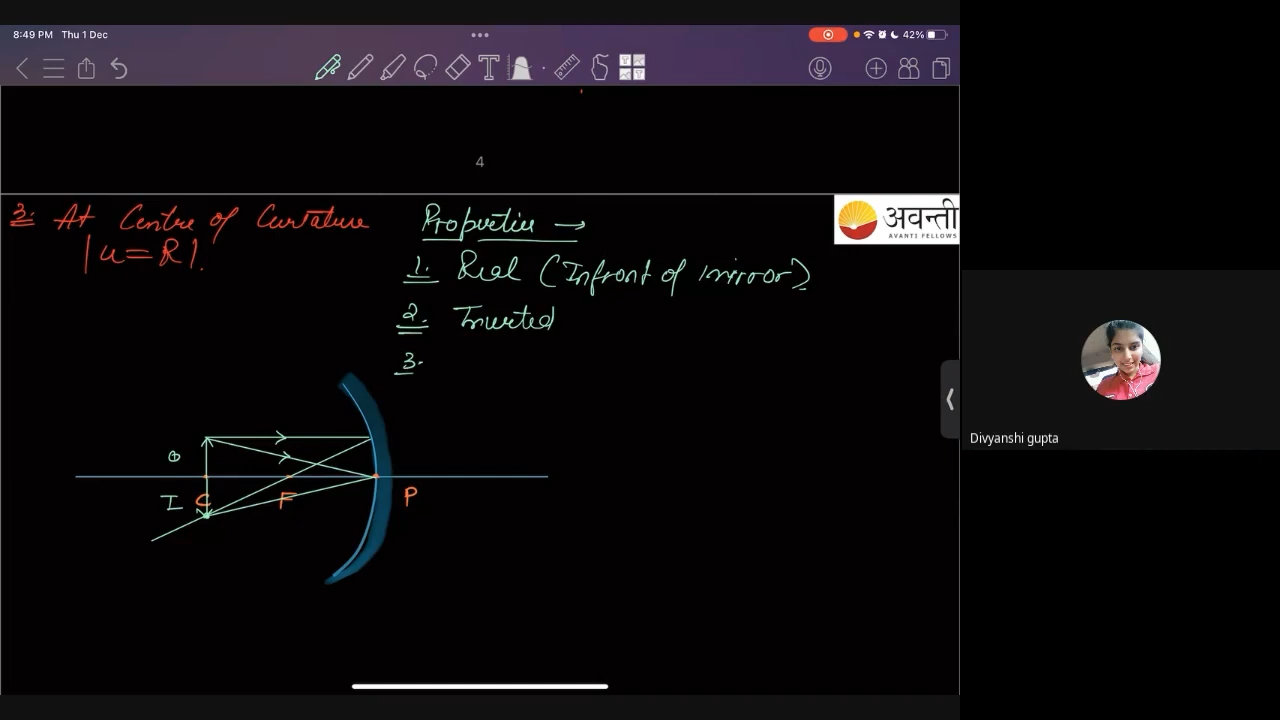 8:49 PM Thu 1 Dec
42%
4
3. At Centre of Curvature
|u=R|.
Properties →
1. Real (Infront of mirror).
2. Inverted
3.
अवन्ती
AVANTI FELLOWS
O
I C F P
Divyanshi gupta